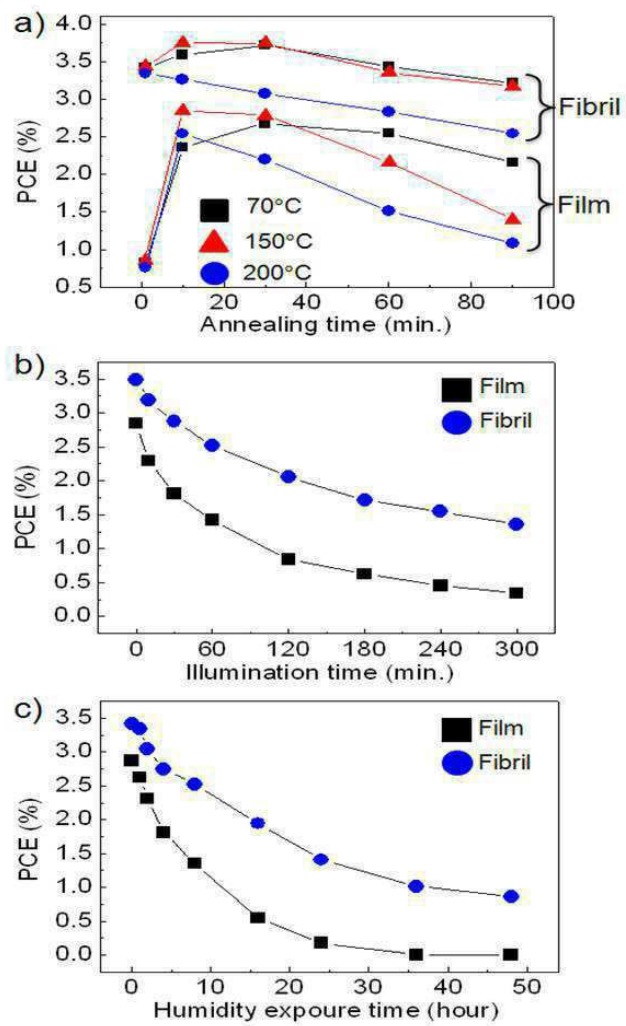 a)
4.0
3.5
3.0
2.5
2.0
1.5
1.0
0.5
PCE (%)
Fibril
Film
70°C
150°C
200°C
0 20 40 60 80 100
Annealing time (min.)
b)
3.5
3.0
2.5
2.0
1.5
1.0
0.5
0.0
PCE (%)
Film
Fibril
0 60 120 180 240 300
Illumination time (min.)
c)
3.5
3.0
2.5
2.0
1.5
1.0
0.5
0.0
PCE (%)
Film
Fibril
0 10 20 30 40 50
Humidity expoure time (hour)